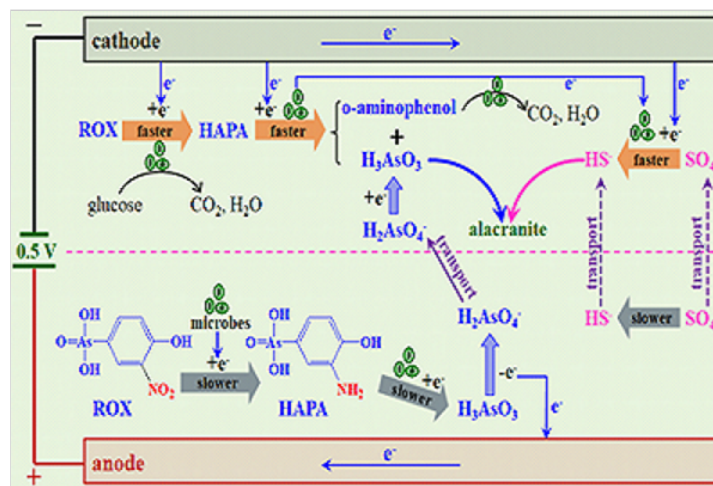 −
cathode
e⁻
e⁻
e⁻
e⁻
e⁻
+e⁻
+e⁻
+e⁻
ROX
faster
HAPA
faster
o-aminophenol
CO₂, H₂O
+
H₃AsO₃
HS⁻
faster
SO₄
glucose
CO₂, H₂O
+e⁻
H₂AsO₄⁻
alacranite
0.5 V
transport
transport
transport
microbes
+e⁻
OH
O=As
OH
OH
NO₂
slower
ROX
OH
O=As
OH
OH
NH₂
HAPA
slower
+e⁻
H₂AsO₄⁻
-e⁻
H₃AsO₃
e⁻
HS⁻
slower
SO₄
+
anode
e⁻